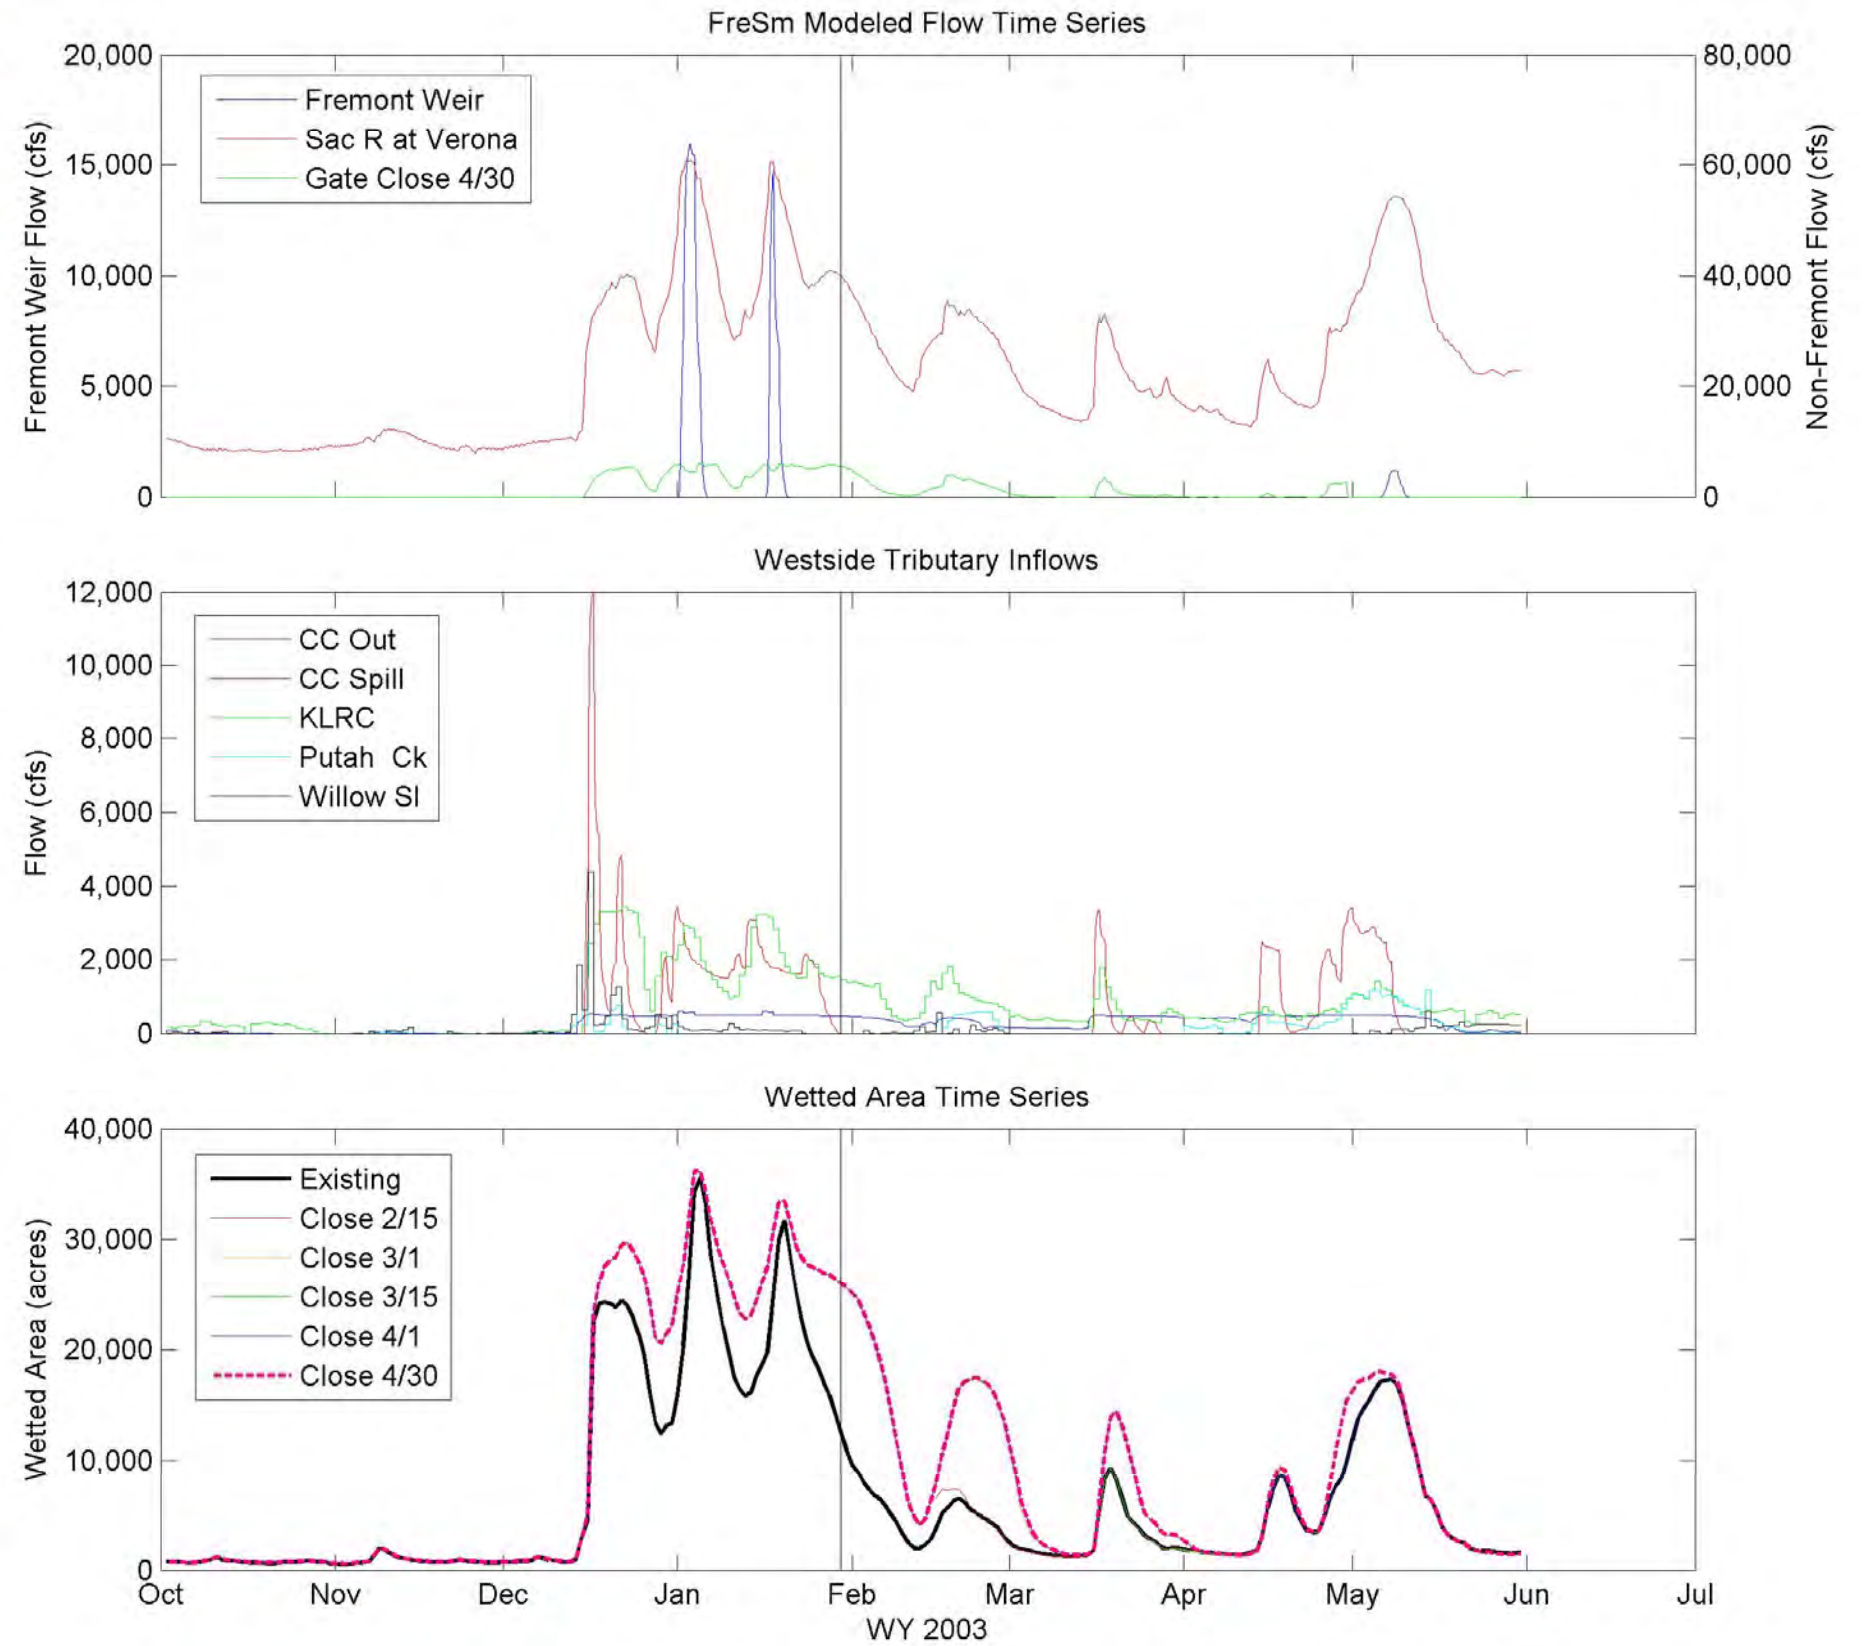 FreSm Modeled Flow Time Series
20,000
15,000
10,000
5,000
0
Fremont Weir Flow (cfs)
80,000
60,000
40,000
20,000
0
Non-Fremont Flow (cfs)
Fremont Weir
Sac R at Verona
Gate Close 4/30
Westside Tributary Inflows
12,000
10,000
8,000
6,000
4,000
2,000
0
Flow (cfs)
CC Out
CC Spill
KLRC
Putah Ck
Willow Sl
Wetted Area Time Series
40,000
30,000
20,000
10,000
0
Wetted Area (acres)
Existing
Close 2/15
Close 3/1
Close 3/15
Close 4/1
Close 4/30
Oct Nov Dec Jan Feb Mar Apr May Jun Jul
WY 2003